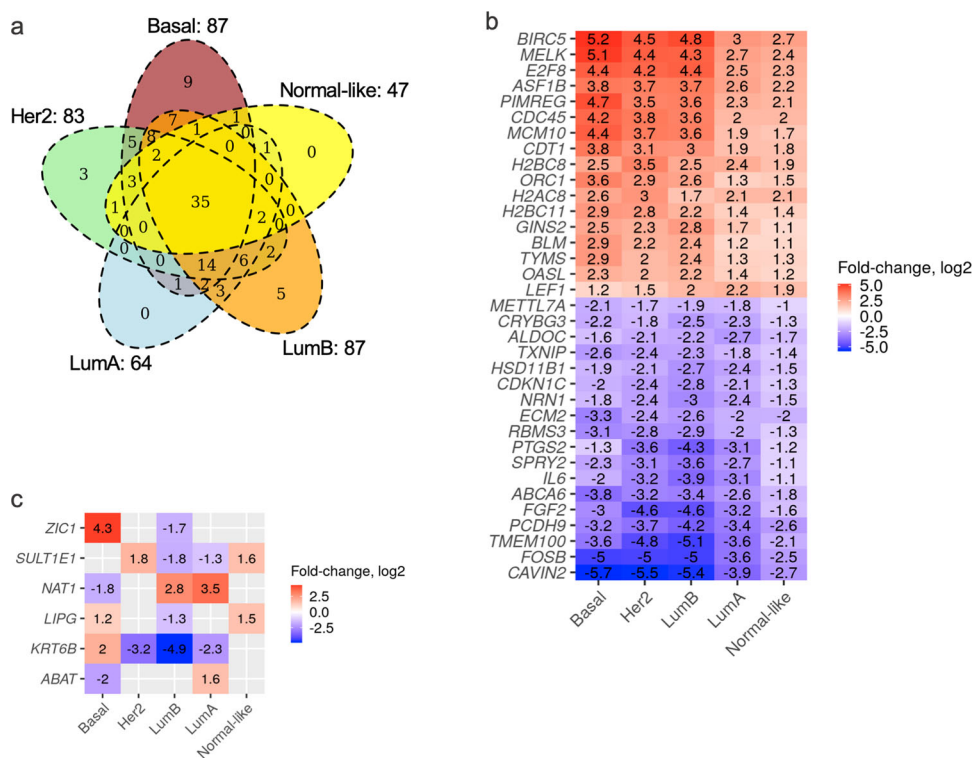 a
Basal: 87
Normal-like: 47
Her2: 83
LumA: 64
LumB: 87
9
7
1
1
0
8
5
2
0
1
0
3
3
0
35
1
2
0
0
0
0
0
0
14
6
2
1
2
3
0
5
b
BIRC5 5.2 4.5 4.8 3 2.7
MELK 5.1 4.4 4.3 2.7 2.4
E2F8 4.4 4.2 4.4 2.5 2.3
ASF1B 3.8 3.7 3.7 2.6 2.2
PIMREG 4.7 3.5 3.6 2.3 2.1
CDC45 4.2 3.8 3.6 2 2
MCM10 4.4 3.7 3.6 1.9 1.7
CDT1 3.8 3.1 3 1.9 1.8
H2BC8 2.5 3.5 2.5 2.4 1.9
ORC1 3.6 2.9 2.6 1.3 1.5
H2AC8 2.6 3 1.7 2.1 2.1
H2BC11 2.9 2.8 2.2 1.4 1.4
GINS2 2.5 2.3 2.8 1.7 1.1
BLM 2.9 2.2 2.4 1.2 1.1
TYMS 2.9 2 2.4 1.3 1.3
OASL 2.3 2 2.2 1.4 1.2
LEF1 1.2 1.5 2 2.2 1.9
METTL7A -2.1 -1.7 -1.9 -1.8 -1
CRYBG3 -2.2 -1.8 -2.5 -2.3 -1.3
ALDOC -1.6 -2.1 -2.2 -2.7 -1.7
TXNIP -2.6 -2.4 -2.3 -1.8 -1.4
HSD11B1 -1.9 -2.1 -2.7 -2.4 -1.5
CDKN1C -2 -2.4 -2.8 -2.1 -1.3
NRN1 -1.8 -2.4 -3 -2.4 -1.5
ECM2 -3.3 -2.4 -2.6 -2 -2
RBMS3 -3.1 -2.8 -2.9 -2 -1.3
PTGS2 -1.3 -3.6 -4.3 -3.1 -1.2
SPRY2 -2.3 -3.1 -3.6 -2.7 -1.1
IL6 -2 -3.2 -3.9 -3.1 -1.1
ABCA6 -3.8 -3.2 -3.4 -2.6 -1.8
FGF2 -3 -4.6 -4.6 -3.2 -1.6
PCDH9 -3.2 -3.7 -4.2 -3.4 -2.6
TMEM100 -3.6 -4.8 -5.1 -3.6 -2.1
FOSB -5 -5 -5 -3.6 -2.5
CAVIN2 -5.7 -5.5 -5.4 -3.9 -2.7
Basal Her2 LumB LumA Normal-like
Fold-change, log2
5.0
2.5
0.0
-2.5
-5.0
c
ZIC1 4.3 -1.7
SULT1E1 1.8 -1.8 -1.3 1.6
NAT1 -1.8 2.8 3.5
LIPG 1.2 -1.3 1.5
KRT6B 2 -3.2 -4.9 -2.3
ABAT -2 1.6
Basal Her2 LumB LumA Normal-like
Fold-change, log2
2.5
0.0
-2.5